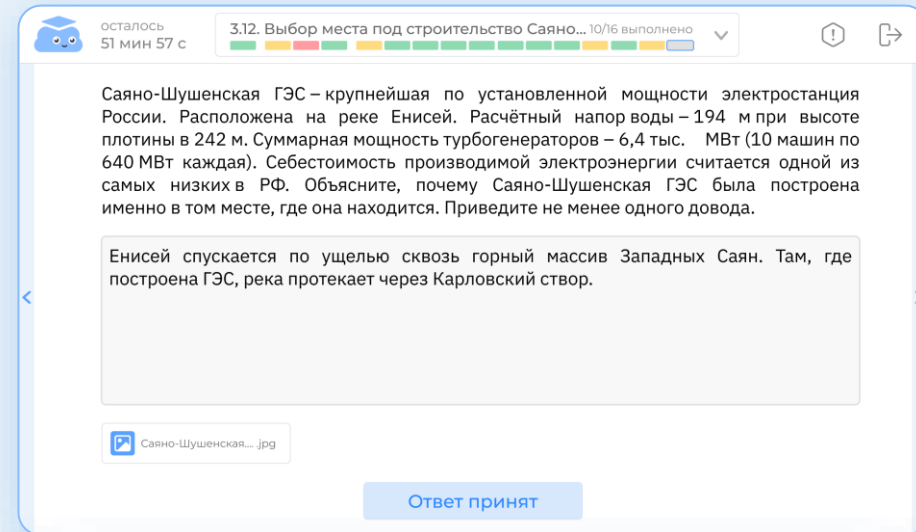 осталось
51 мин 57 с
3.12. Выбор места под строительство Саяно... 10/16 выполнено
Саяно-Шушенская ГЭС – крупнейшая по установленной мощности электростанция
России. Расположена на реке Енисей. Расчётный напор воды – 194 м при высоте
плотины в 242 м. Суммарная мощность турбогенераторов – 6,4 тыс. МВт (10 машин по
640 МВт каждая). Себестоимость производимой электроэнергии считается одной из
самых низких в РФ. Объясните, почему Саяно-Шушенская ГЭС была построена
именно в том месте, где она находится. Приведите не менее одного довода.
Енисей спускается по ущелью сквозь горный массив Западных Саян. Там, где
построена ГЭС, река протекает через Карловский створ.
Саяно-Шушенская... .jpg
Ответ принят